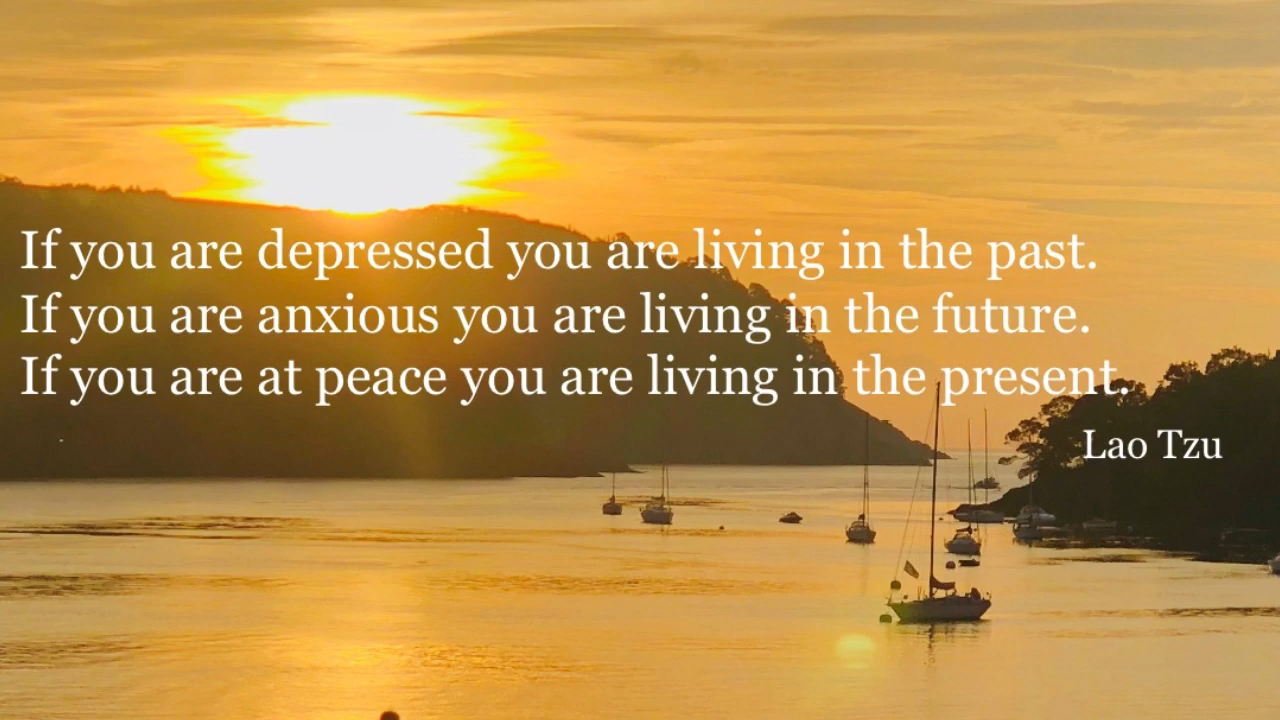 If you are depressed you are living in the past.
If you are anxious you are living in the future.
If you are at peace you are living in the present.
Lao Tzu